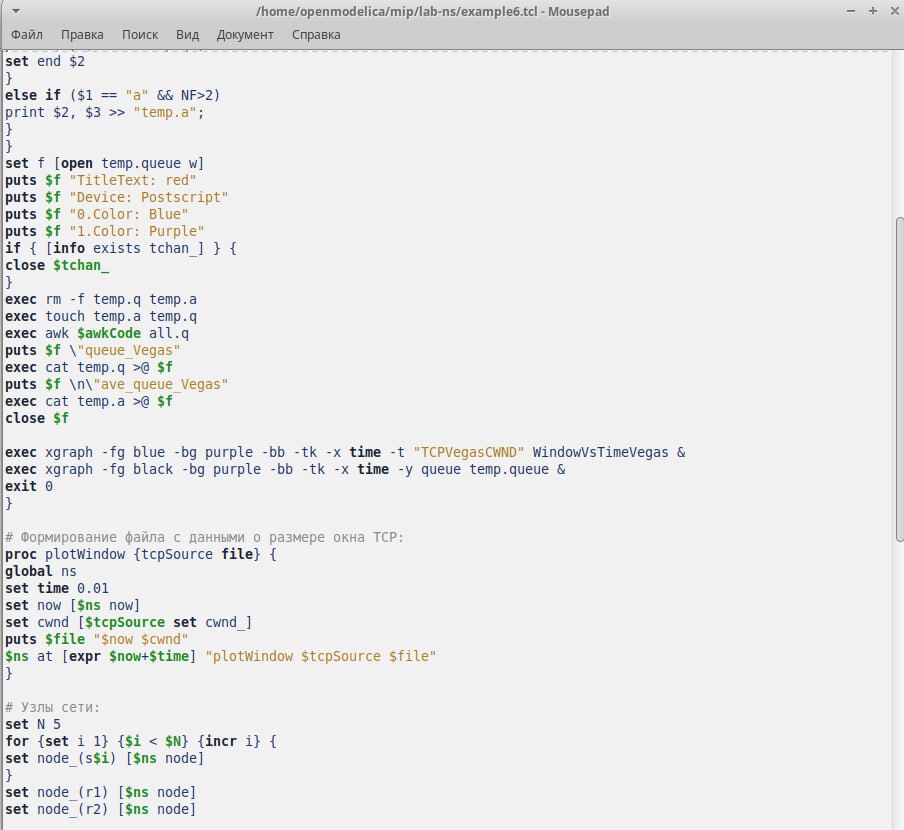 /home/openmodelica/mip/lab-ns/example6.tcl - Mousepad
Файл Правка Поиск Вид Документ Справка
set end $2
}
else if ($1 == "a" && NF>2)
print $2, $3 >> "temp.a";
}
}
set f [open temp.queue w]
puts $f "TitleText: red"
puts $f "Device: Postscript"
puts $f "0.Color: Blue"
puts $f "1.Color: Purple"
if { [info exists tchan_] } {
close $tchan_
}
exec rm -f temp.q temp.a
exec touch temp.a temp.q
exec awk $awkCode all.q
puts $f \"queue_Vegas"
exec cat temp.q >@ $f
puts $f \n\"ave_queue_Vegas"
exec cat temp.a >@ $f
close $f
exec xgraph -fg blue -bg purple -bb -tk -x time -t "TCPVegasCWND" WindowVsTimeVegas &
exec xgraph -fg black -bg purple -bb -tk -x time -y queue temp.queue &
exit 0
}
# Формирование файла с данными о размере окна TCP:
proc plotWindow {tcpSource file} {
global ns
set time 0.01
set now [$ns now]
set cwnd [$tcpSource set cwnd_]
puts $file "$now $cwnd"
$ns at [expr $now+$time] "plotWindow $tcpSource $file"
}
# Узлы сети:
set N 5
for {set i 1} {$i < $N} {incr i} {
set node_(s$i) [$ns node]
}
set node_(r1) [$ns node]
set node_(r2) [$ns node]